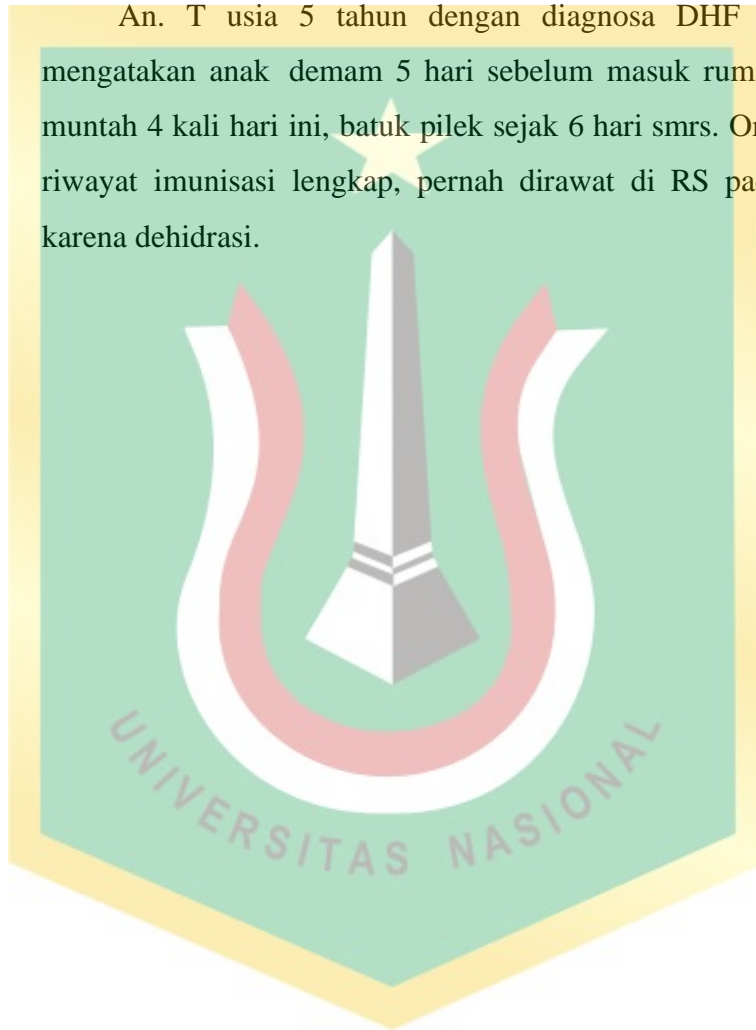 An. T usia 5 tahun dengan diagnosa DHF
mengatakan anak demam 5 hari sebelum masuk rum
muntah 4 kali hari ini, batuk pilek sejak 6 hari smrs. Or
riwayat imunisasi lengkap, pernah dirawat di RS pa
karena dehidrasi.
UNIVERSITAS NASIONAL